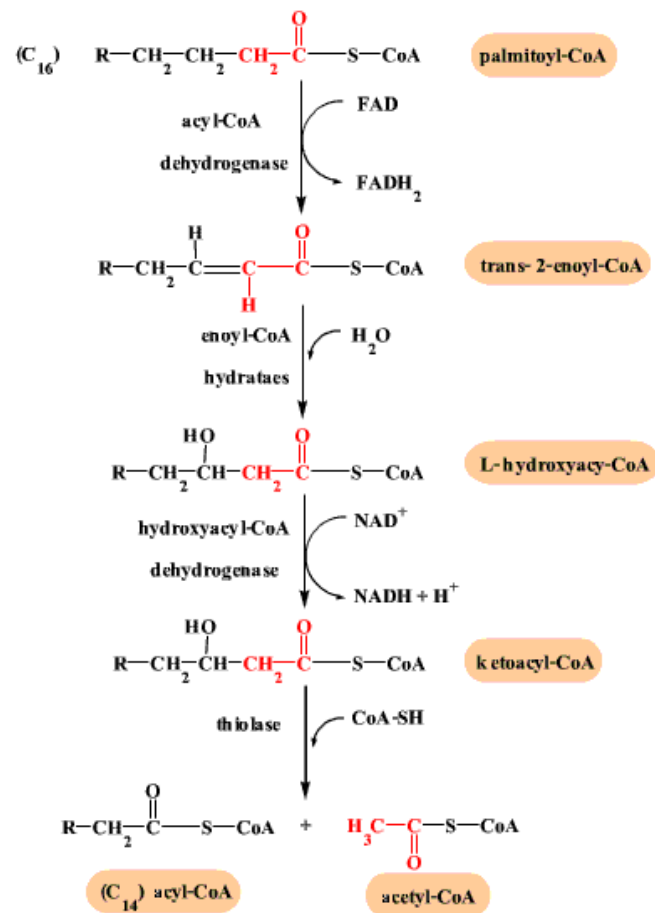 (C16) R-CH2-CH2-CH2-C-S-CoA palmitoyl-CoA
O
acyl-CoA
dehydrogenase
FAD
FADH2
H O
R-CH2-C=C-C-S-CoA trans-2-enoyl-CoA
H
enoyl-CoA
hydrataes
H2O
HO O
R-CH2-CH-CH2-C-S-CoA L-hydroxyacy-CoA
hydroxyacyl-CoA
dehydrogenase
NAD+
NADH + H+
HO O
R-CH2-CH-CH2-C-S-CoA ketoacyl-CoA
thiolase
CoA-SH
O
R-CH2-C-S-CoA + H3C-C-S-CoA
O
(C14) acyl-CoA acetyl-CoA